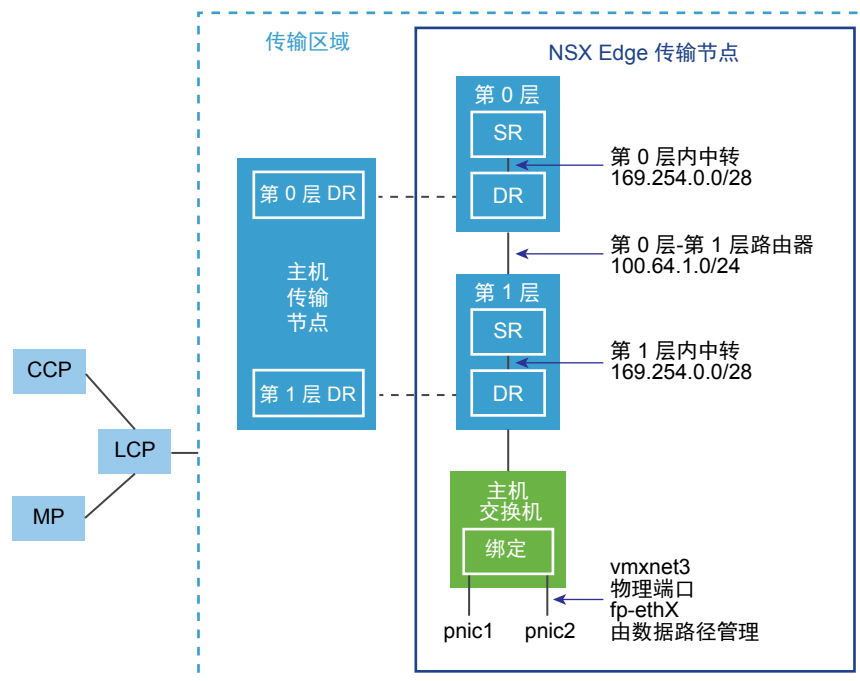 传输区域
NSX Edge 传输节点
第 0 层
SR
DR
第 0 层内中转
169.254.0.0/28
第 0 层 DR
主机
传输
节点
第 1 层 DR
第 0 层-第 1 层路由器
100.64.1.0/24
第 1 层
SR
DR
第 1 层内中转
169.254.0.0/28
CCP
LCP
MP
主机
交换机
绑定
pnic1
pnic2
vmxnet3
物理端口
fp-ethX
由数据路径管理